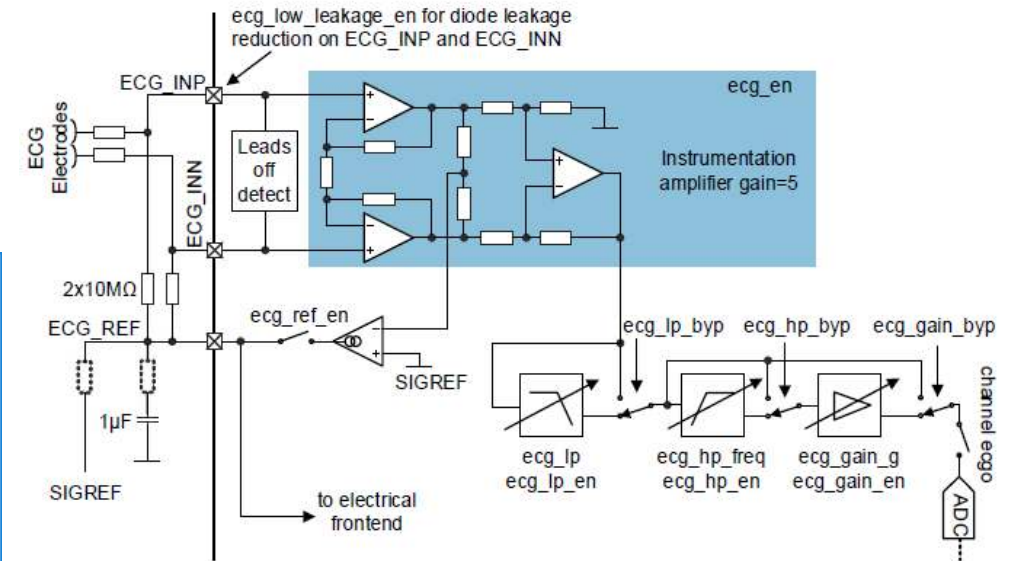 ecg_low_leakage_en for diode leakage
reduction on ECG_INP and ECG_INN
ECG_INP
ecg_en
ECG
Electrodes
Leads
off
detect
+
-
-
+
+
-
Instrumentation
amplifier gain=5
ECG_INN
2x10MΩ
ECG_REF
ecg_ref_en
-
+
SIGREF
ecg_lp_byp
ecg_hp_byp
ecg_gain_byp
channel ecgo
1µF
ecg_lp
ecg_lp_en
ecg_hp_freq
ecg_hp_en
ecg_gain_g
ecg_gain_en
SIGREF
to electrical
frontend
ADC